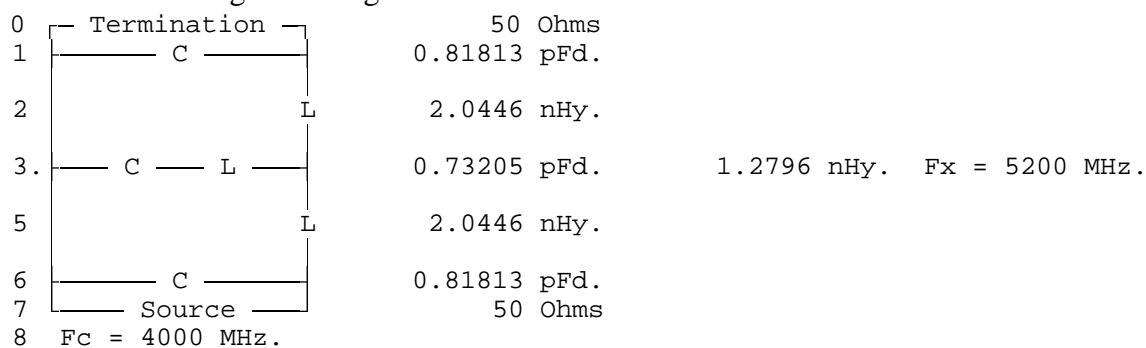 0 Termination 50 Ohms
1 C 0.81813 pFd.
2 L 2.0446 nHy.
3. C L 0.73205 pFd. 1.2796 nHy. Fx = 5200 MHz.
5 L 2.0446 nHy.
6 C 0.81813 pFd.
7 Source 50 Ohms
8 Fc = 4000 MHz.